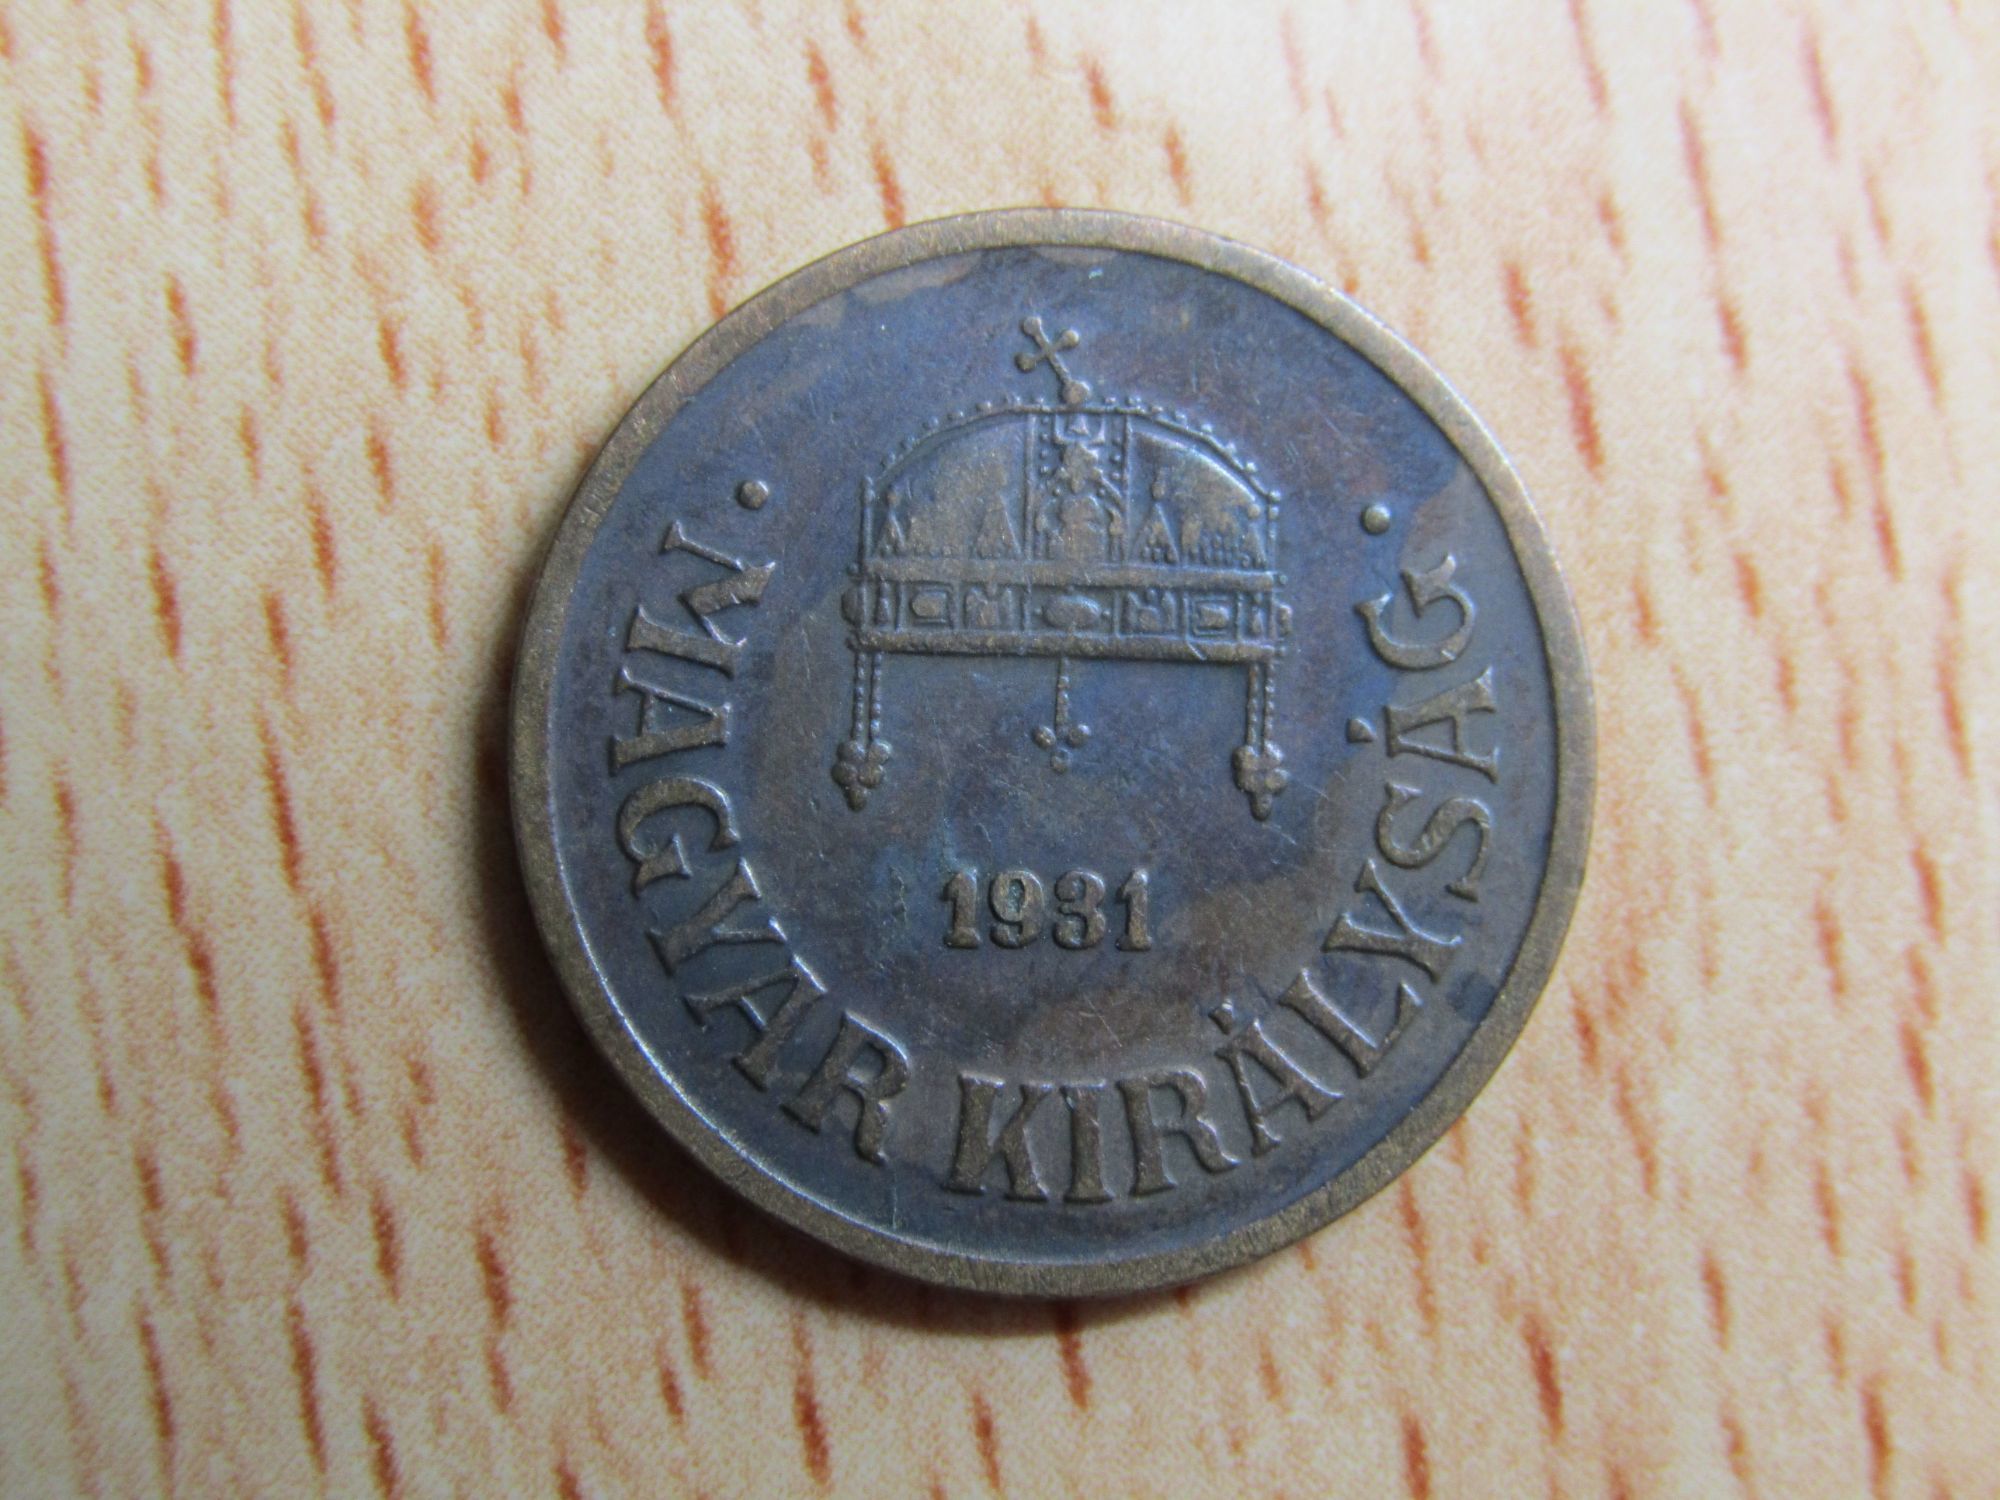 1931
· MAGYAR KIRÁLYSÁG ·